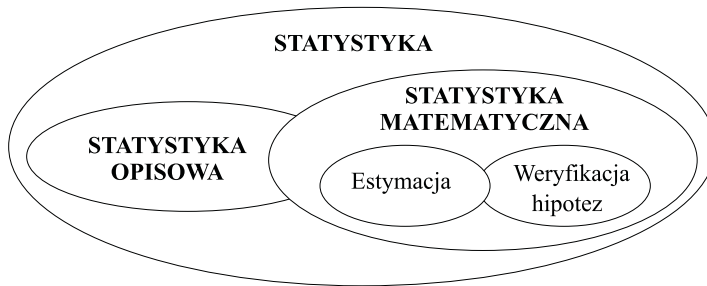 STATYSTYKA
STATYSTYKA
MATEMATYCZNA
STATYSTYKA
OPISOWA
Estymacja
Weryfikacja
hipotez